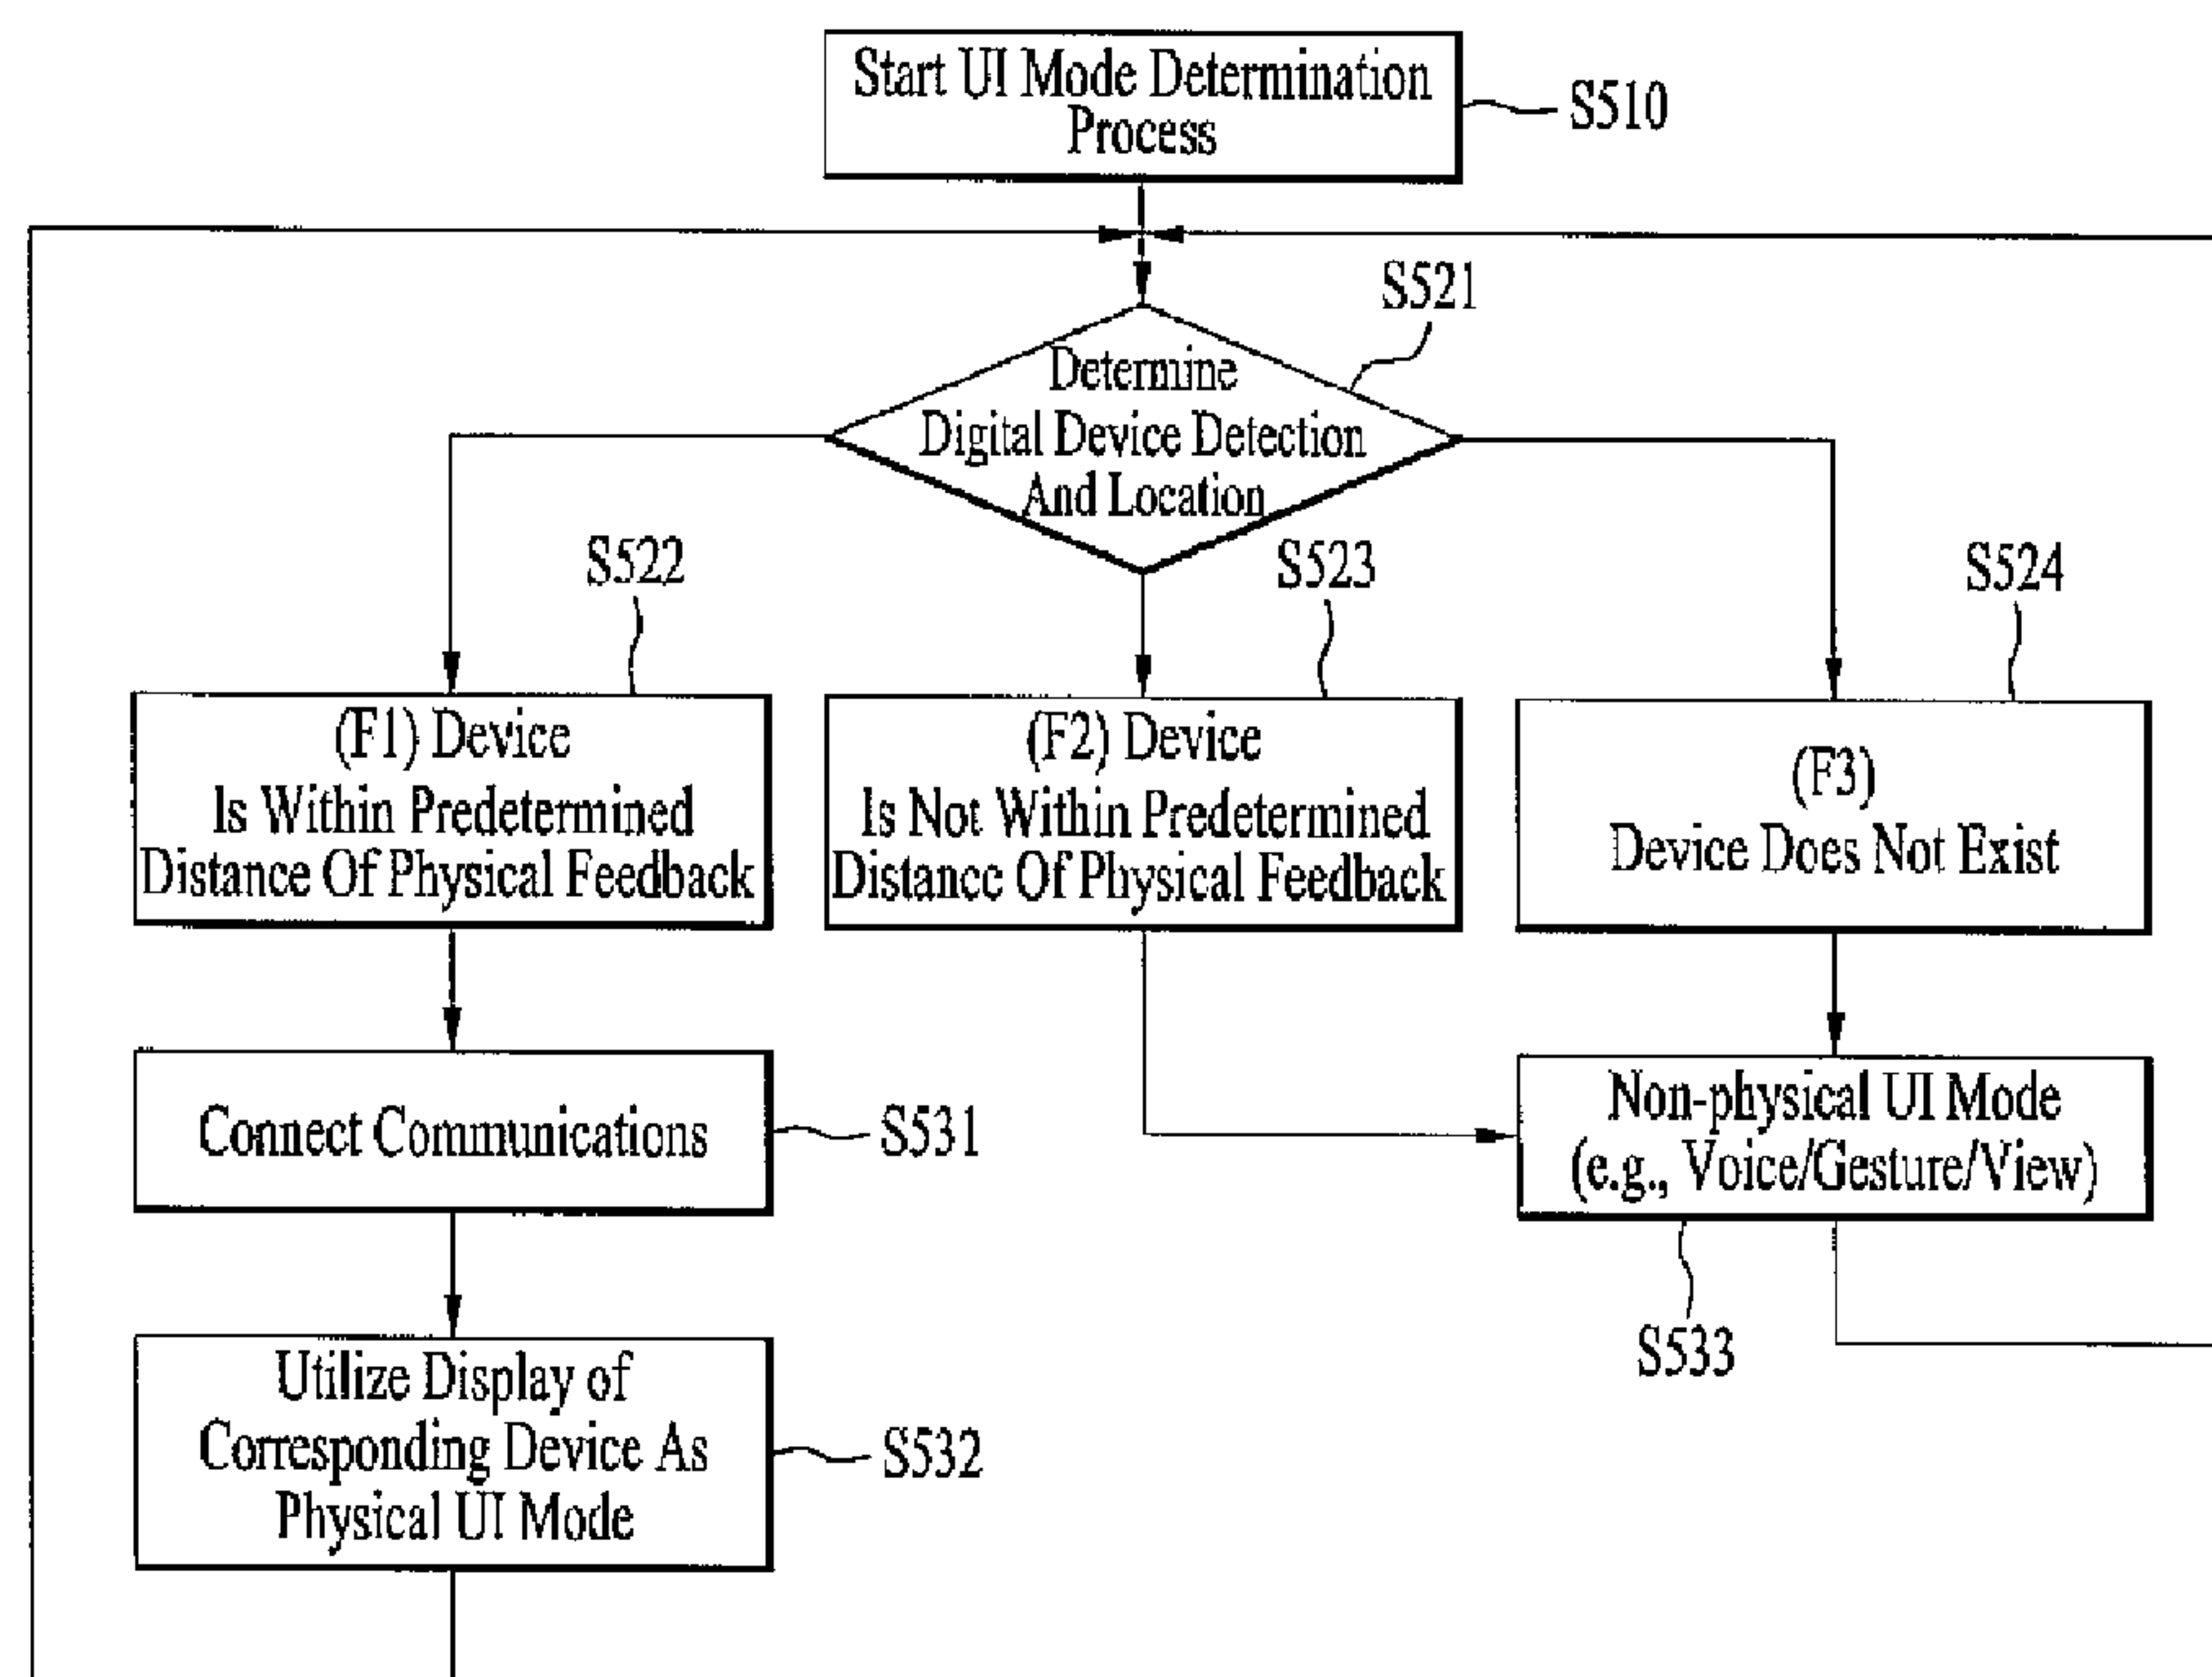 Start UI Mode Determination
Process
S510
S521
Determine
Digital Device Detection
And Location
S522
S523
S524
(F1) Device
Is Within Predetermined
Distance Of Physical Feedback
(F2) Device
Is Not Within Predetermined
Distance Of Physical Feedback
(F3)
Device Does Not Exist
Connect Communications
S531
Non-physical UI Mode
(e.g., Voice/Gesture/View)
S533
Utilize Display of
Corresponding Device As
Physical UI Mode
S532